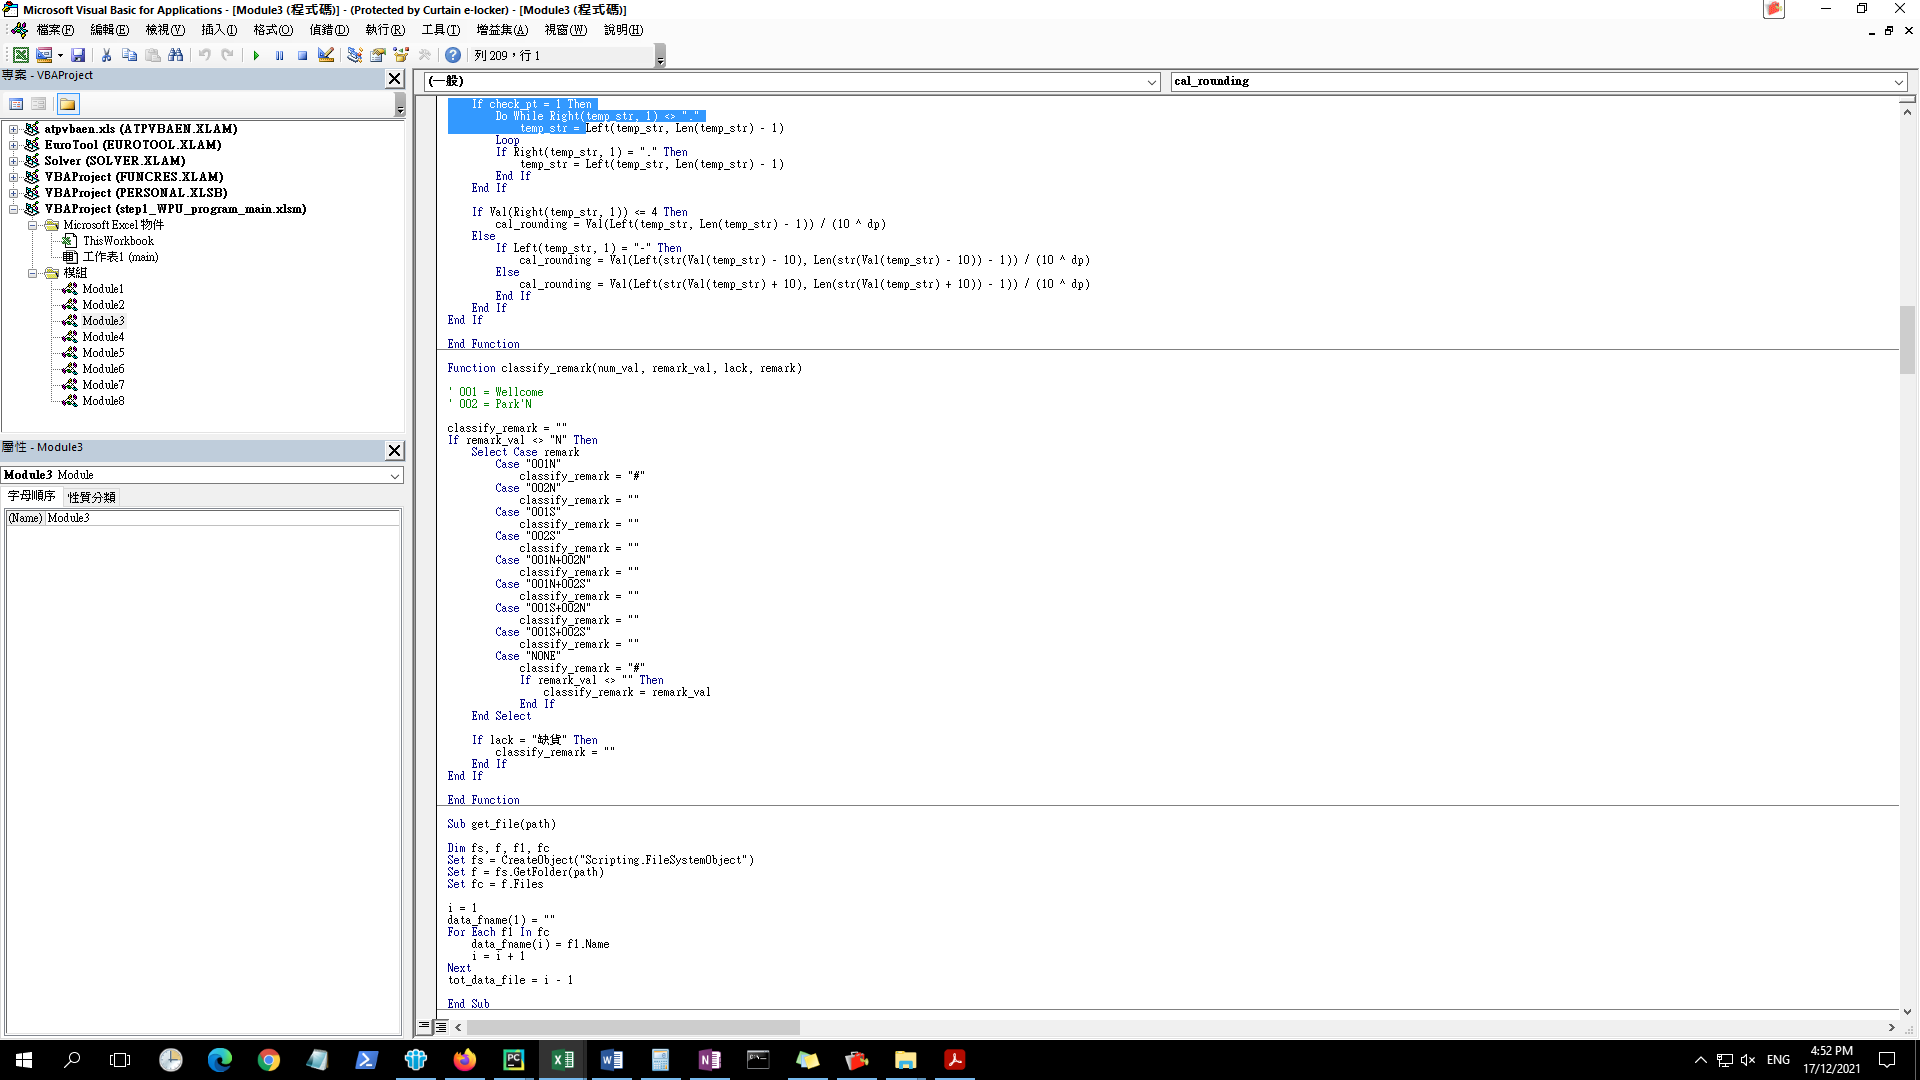 Microsoft Visual Basic for Applications - [Module3 (程式碼)] - (Protected by Curtain e-locker) - [Module3 (程式碼)]
檔案(F) 編輯(E) 檢視(V) 插入(I) 格式(O) 偵錯(D) 執行(R) 工具(T) 增益集(A) 視窗(W) 說明(H)
列 209，行 1
專案 - VBAProject
(一般)
cal_rounding
atpvbaen.xls (ATPVBAEN.XLAM)
EuroTool (EUROTOOL.XLAM)
Solver (SOLVER.XLAM)
VBAProject (FUNCRES.XLAM)
VBAProject (PERSONAL.XLSB)
VBAProject (step1_WPU_program_main.xlsm)
Microsoft Excel 物件
ThisWorkbook
工作表1 (main)
模組
Module1
Module2
Module3
Module4
Module5
Module6
Module7
Module8
屬性 - Module3
Module3 Module
字母順序 性質分類
(Name) Module3
If check_pt = 1 Then
Do While Right(temp_str, 1) <> "."
temp_str = Left(temp_str, Len(temp_str) - 1)
Loop
If Right(temp_str, 1) = "." Then
temp_str = Left(temp_str, Len(temp_str) - 1)
End If
End If
If Val(Right(temp_str, 1)) <= 4 Then
cal_rounding = Val(Left(temp_str, Len(temp_str) - 1)) / (10 ^ dp)
Else
If Left(temp_str, 1) = "-" Then
cal_rounding = Val(Left(str(Val(temp_str) - 10), Len(str(Val(temp_str) - 10)) - 1)) / (10 ^ dp)
Else
cal_rounding = Val(Left(str(Val(temp_str) + 10), Len(str(Val(temp_str) + 10)) - 1)) / (10 ^ dp)
End If
End If
End If
End Function
Function classify_remark(num_val, remark_val, lack, remark)
' 001 = Wellcome
' 002 = Park'N
classify_remark = ""
If remark_val <> "N" Then
Select Case remark
Case "001N"
classify_remark = "#"
Case "002N"
classify_remark = ""
Case "001S"
classify_remark = ""
Case "002S"
classify_remark = ""
Case "001N+002N"
classify_remark = ""
Case "001N+002S"
classify_remark = ""
Case "001S+002N"
classify_remark = ""
Case "001S+002S"
classify_remark = ""
Case "NONE"
classify_remark = "#"
If remark_val <> "" Then
classify_remark = remark_val
End If
End Select
If lack = "缺貨" Then
classify_remark = ""
End If
End If
End Function
Sub get_file(path)
Dim fs, f, f1, fc
Set fs = CreateObject("Scripting.FileSystemObject")
Set f = fs.GetFolder(path)
Set fc = f.Files
i = 1
data_fname(1) = ""
For Each f1 In fc
data_fname(i) = f1.Name
i = i + 1
Next
tot_data_file = i - 1
End Sub
ENG
4:52 PM
17/12/2021